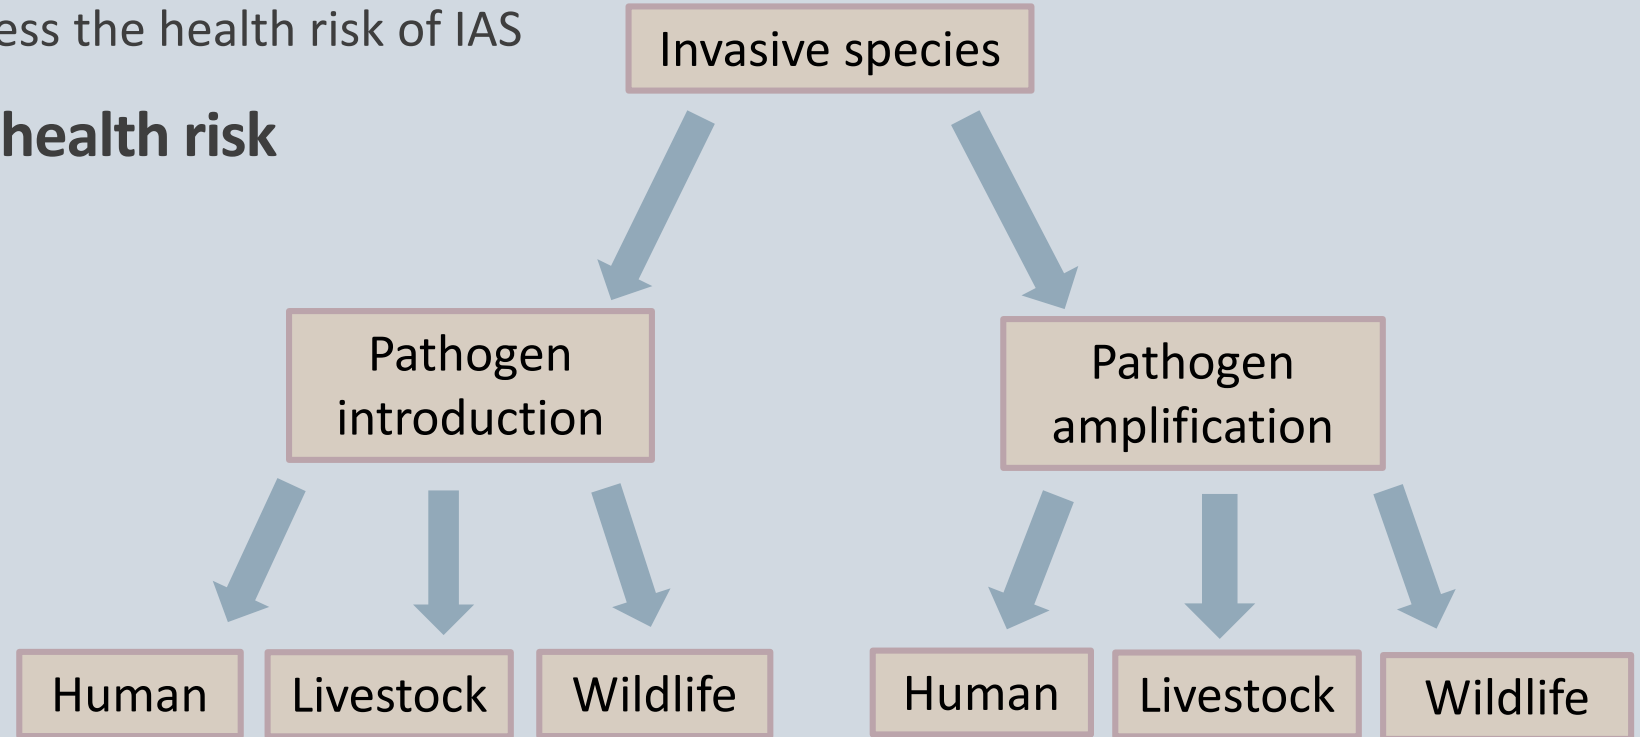 ess the health risk of IAS
health risk
Invasive species
Pathogen
introduction
Pathogen
amplification
Human
Livestock
Wildlife
Human
Livestock
Wildlife